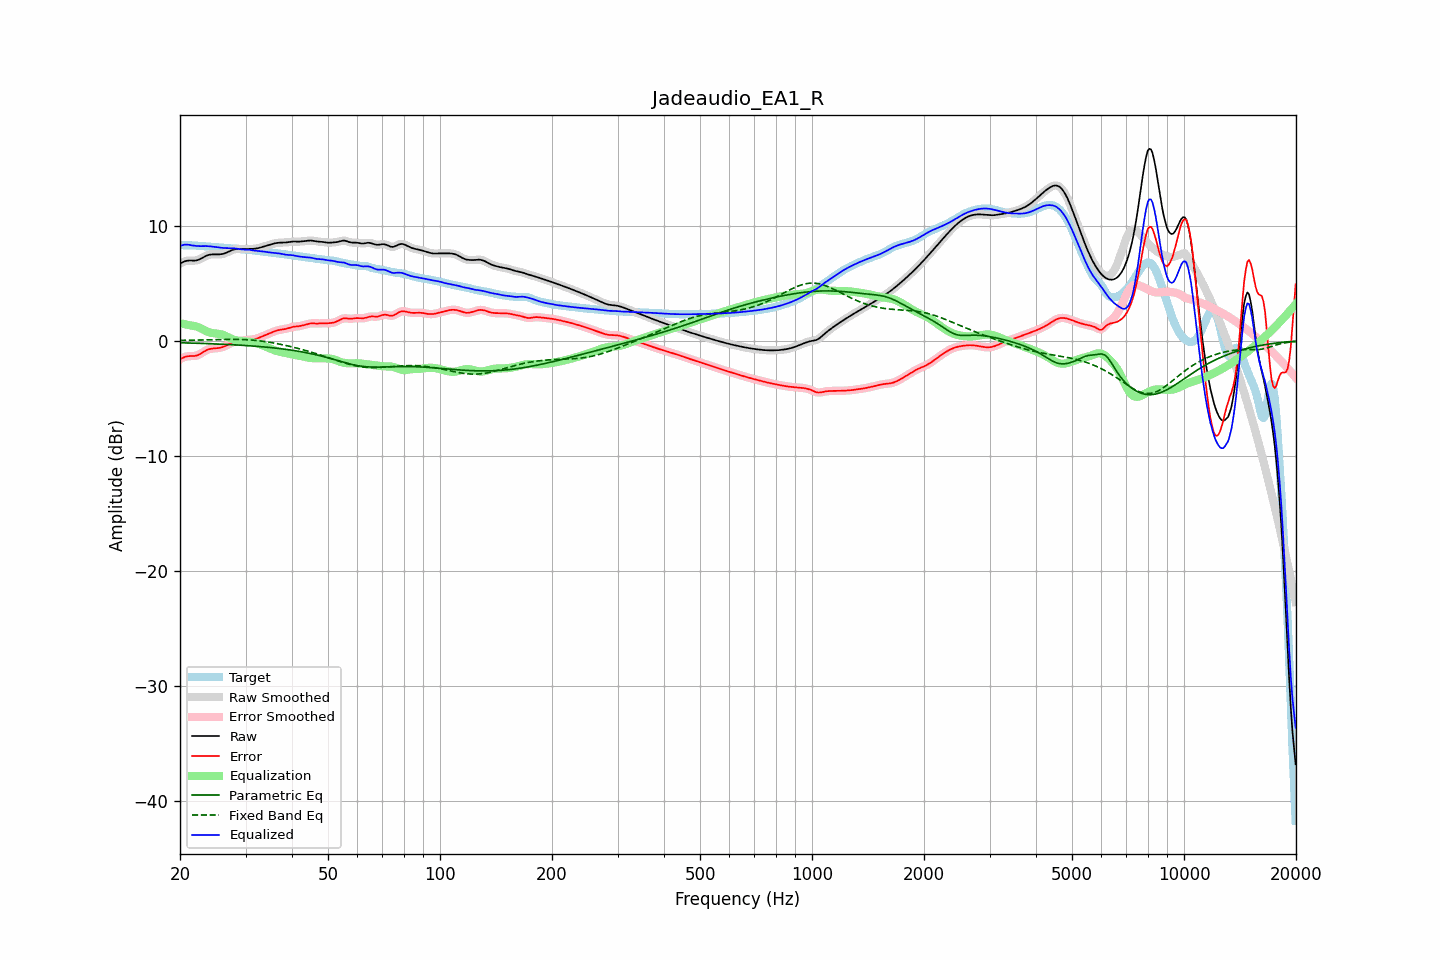 Jadeaudio_EA1_R
Amplitude (dBr)
10
0
−10
−20
−30
−40
Target
Raw Smoothed
Error Smoothed
Raw
Error
Equalization
Parametric Eq
Fixed Band Eq
Equalized
20
50
100
200
500
1000
2000
5000
10000
20000
Frequency (Hz)